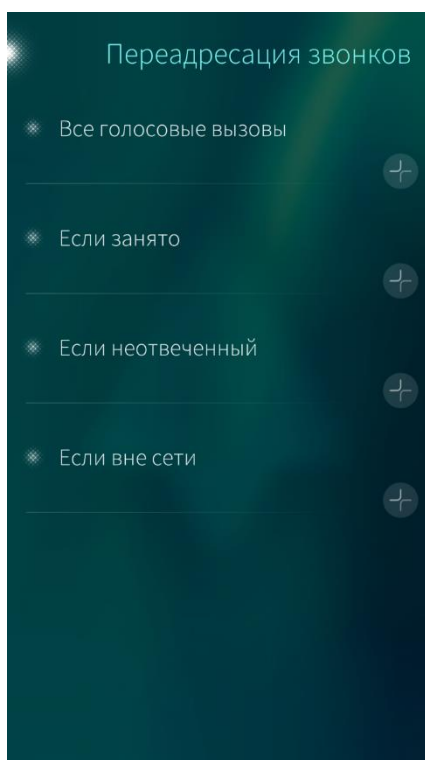 Переадресация звонков
Все голосовые вызовы
Если занято
Если неотвеченный
Если вне сети